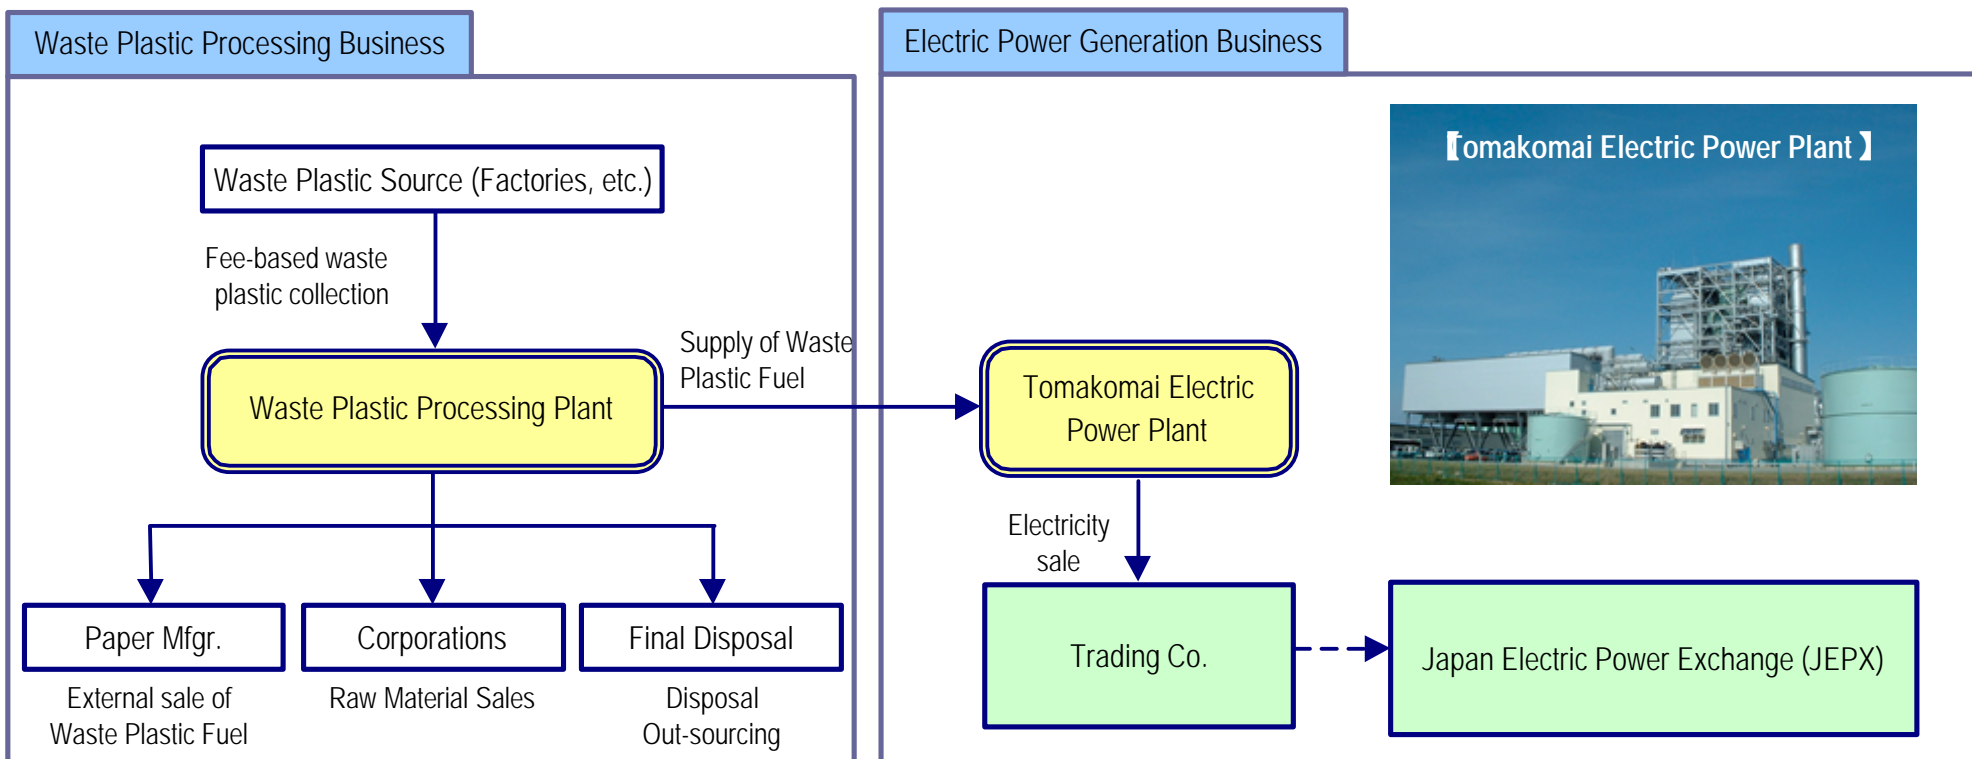 Waste Plastic Processing Business
Waste Plastic Source (Factories, etc.)
Fee-based waste
plastic collection
Waste Plastic Processing Plant
Supply of Waste
Plastic Fuel
Paper Mfgr.
Corporations
Final Disposal
External sale of
Waste Plastic Fuel
Raw Material Sales
Disposal
Out-sourcing
Electric Power Generation Business
【Tomakomai Electric Power Plant】
Tomakomai Electric
Power Plant
Electricity
sale
Trading Co.
Japan Electric Power Exchange (JEPX)